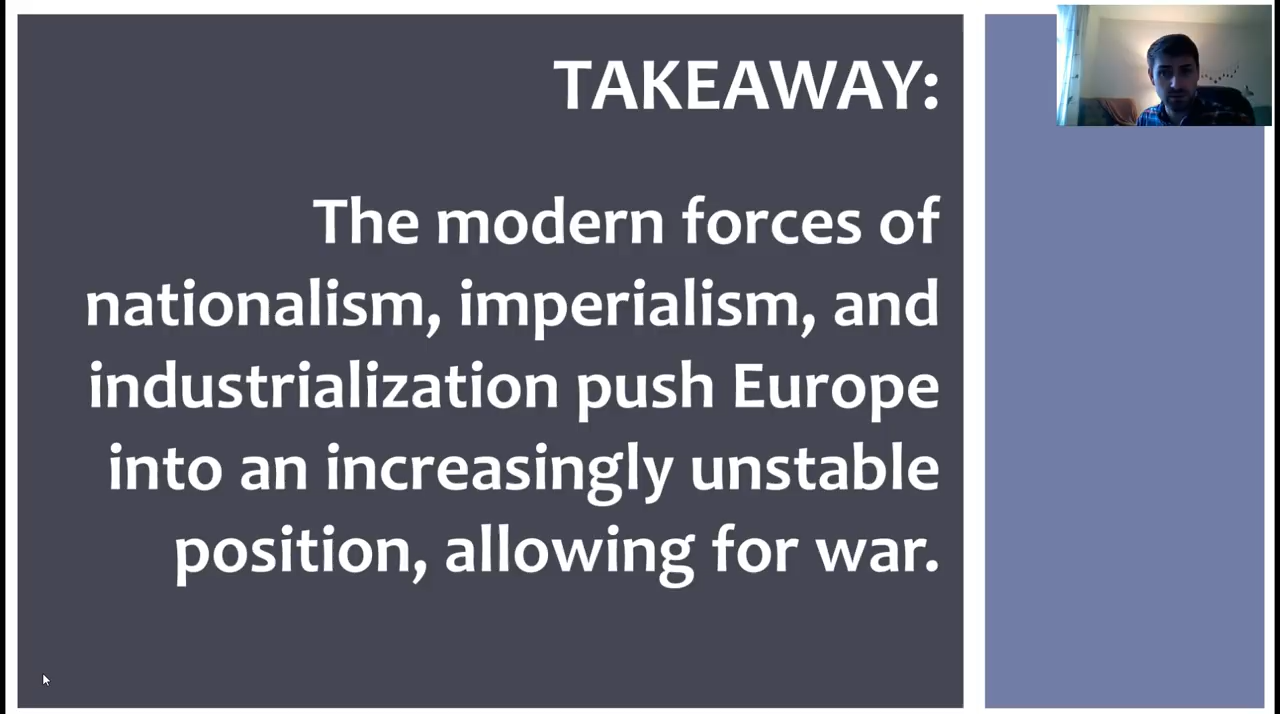 TAKEAWAY:
The modern forces of
nationalism, imperialism, and
industrialization push Europe
into an increasingly unstable
position, allowing for war.